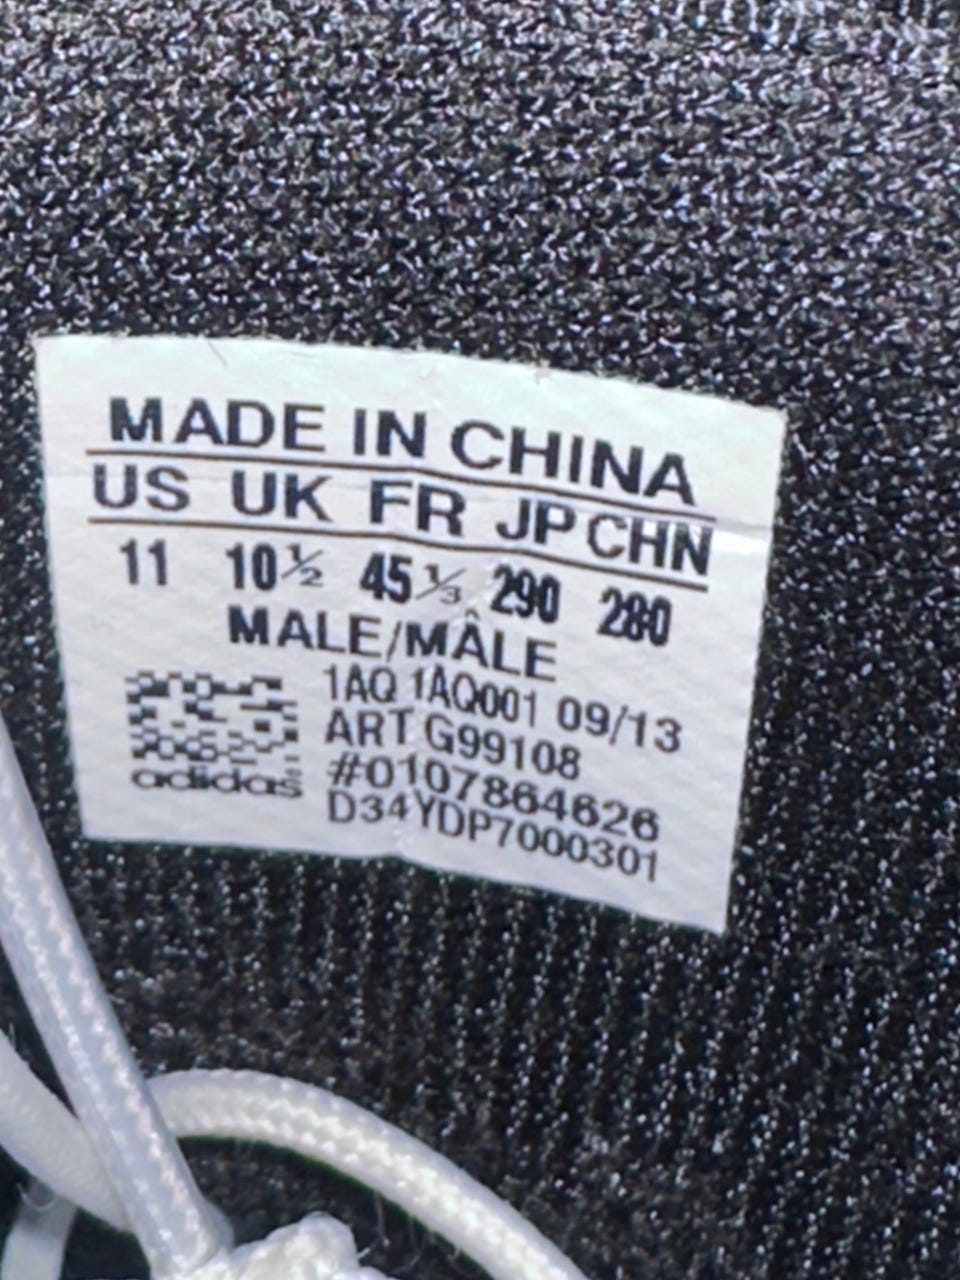 MADE IN CHINA
US UK FR JP CHN
11 10½ 45⅓ 290 280
MALE/MÂLE
1AQ 1AQ001 09/13
ART G99108
#0107864626
D34YDP7000301
adidas